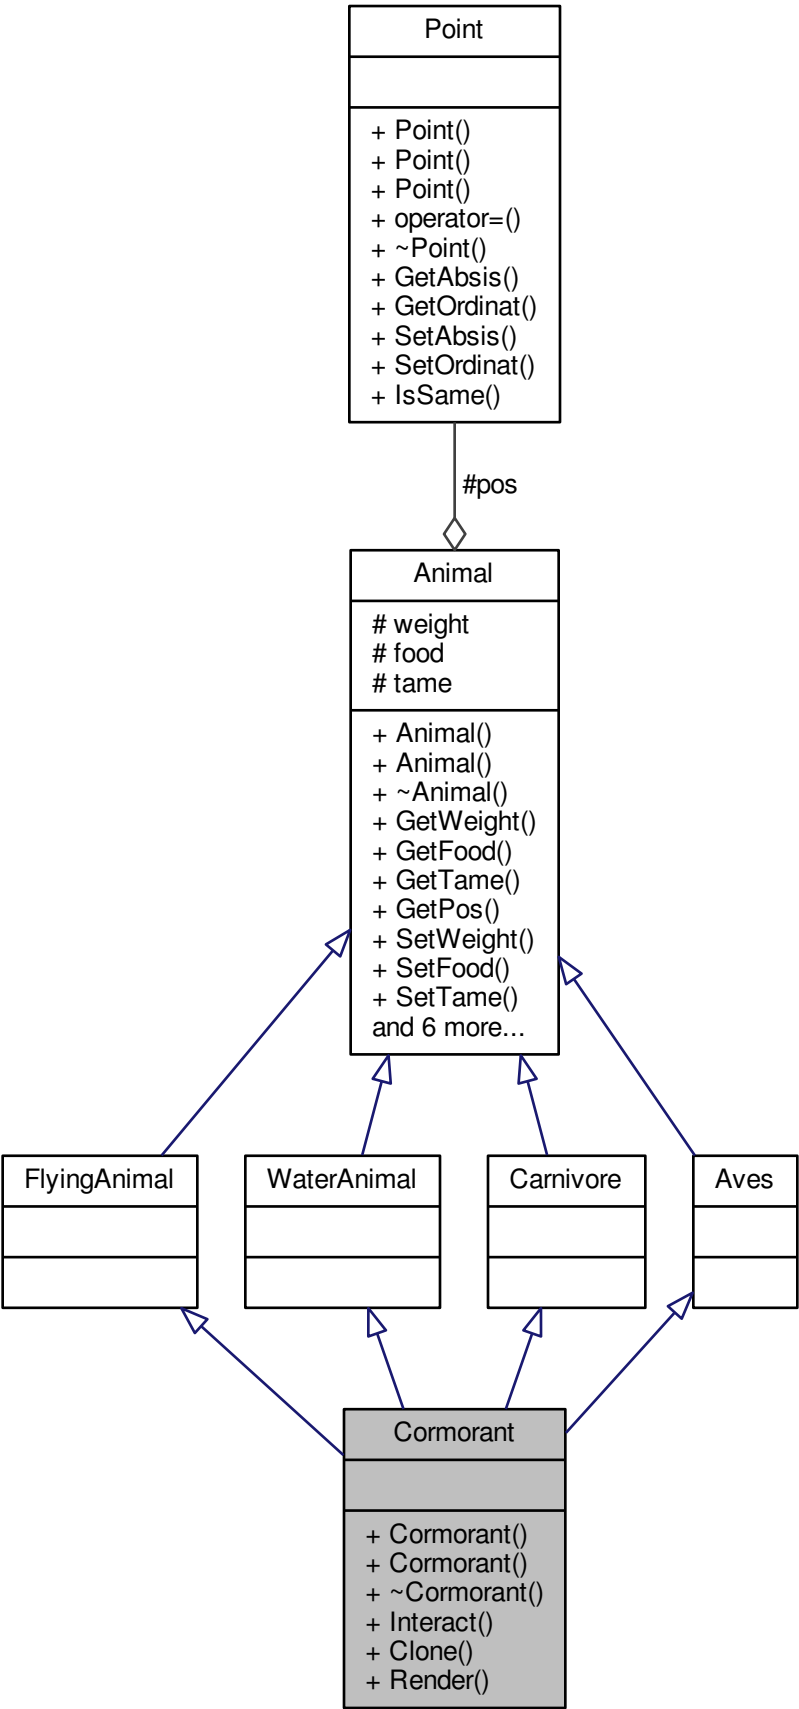 Point
+ Point()
+ Point()
+ Point()
+ operator=()
+ ~Point()
+ GetAbsis()
+ GetOrdinat()
+ SetAbsis()
+ SetOrdinat()
+ IsSame()
#pos
Animal
# weight
# food
# tame
+ Animal()
+ Animal()
+ ~Animal()
+ GetWeight()
+ GetFood()
+ GetTame()
+ GetPos()
+ SetWeight()
+ SetFood()
+ SetTame()
and 6 more...
FlyingAnimal
WaterAnimal
Carnivore
Aves
Cormorant
+ Cormorant()
+ Cormorant()
+ ~Cormorant()
+ Interact()
+ Clone()
+ Render()